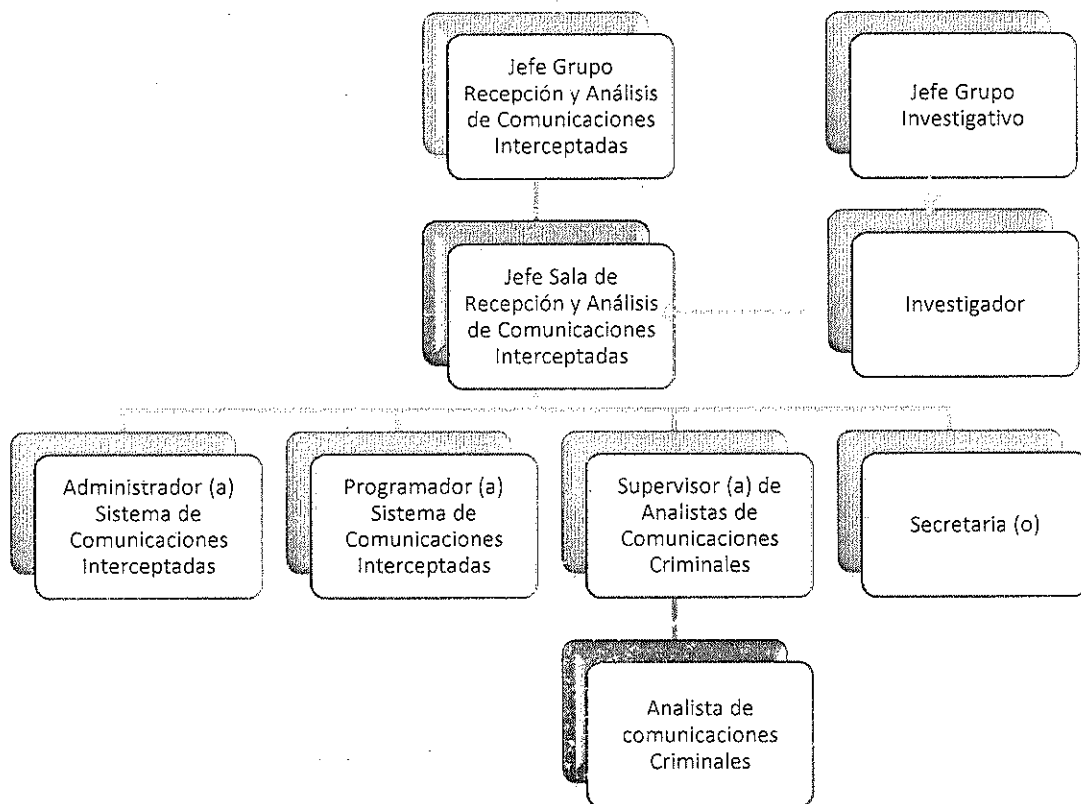 Jefe Grupo
Recepción y Análisis
de Comunicaciones
Interceptadas
Jefe Grupo
Investigativo
Jefe Sala de
Recepción y Análisis
de Comunicaciones
Interceptadas
Investigador
Administrador (a)
Sistema de
Comunicaciones
Interceptadas
Programador (a)
Sistema de
Comunicaciones
Interceptadas
Supervisor (a) de
Analistas de
Comunicaciones
Criminales
Secretaria (o)
Analista de
comunicaciones
Criminales